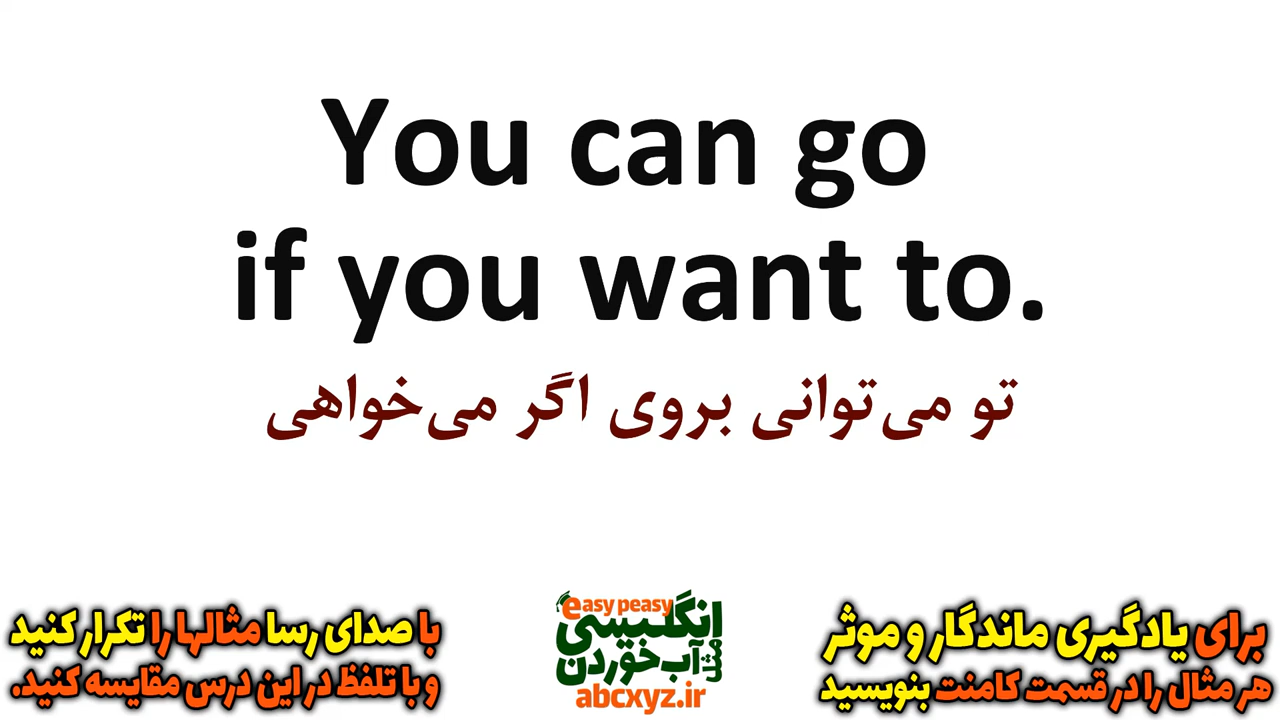 You can go
if you want to.
تو می‌توانی بروی اگر می‌خواهی
برای یادگیری ماندگار و موثر
هر مثال را در قسمت کامنت بنویسید
easy peasy
انگلیسی
مثل آب خوردن
abcxyz.ir
با صدای رسا مثالها را تکرار کنید
و با تلفظ در این درس مقایسه کنید.